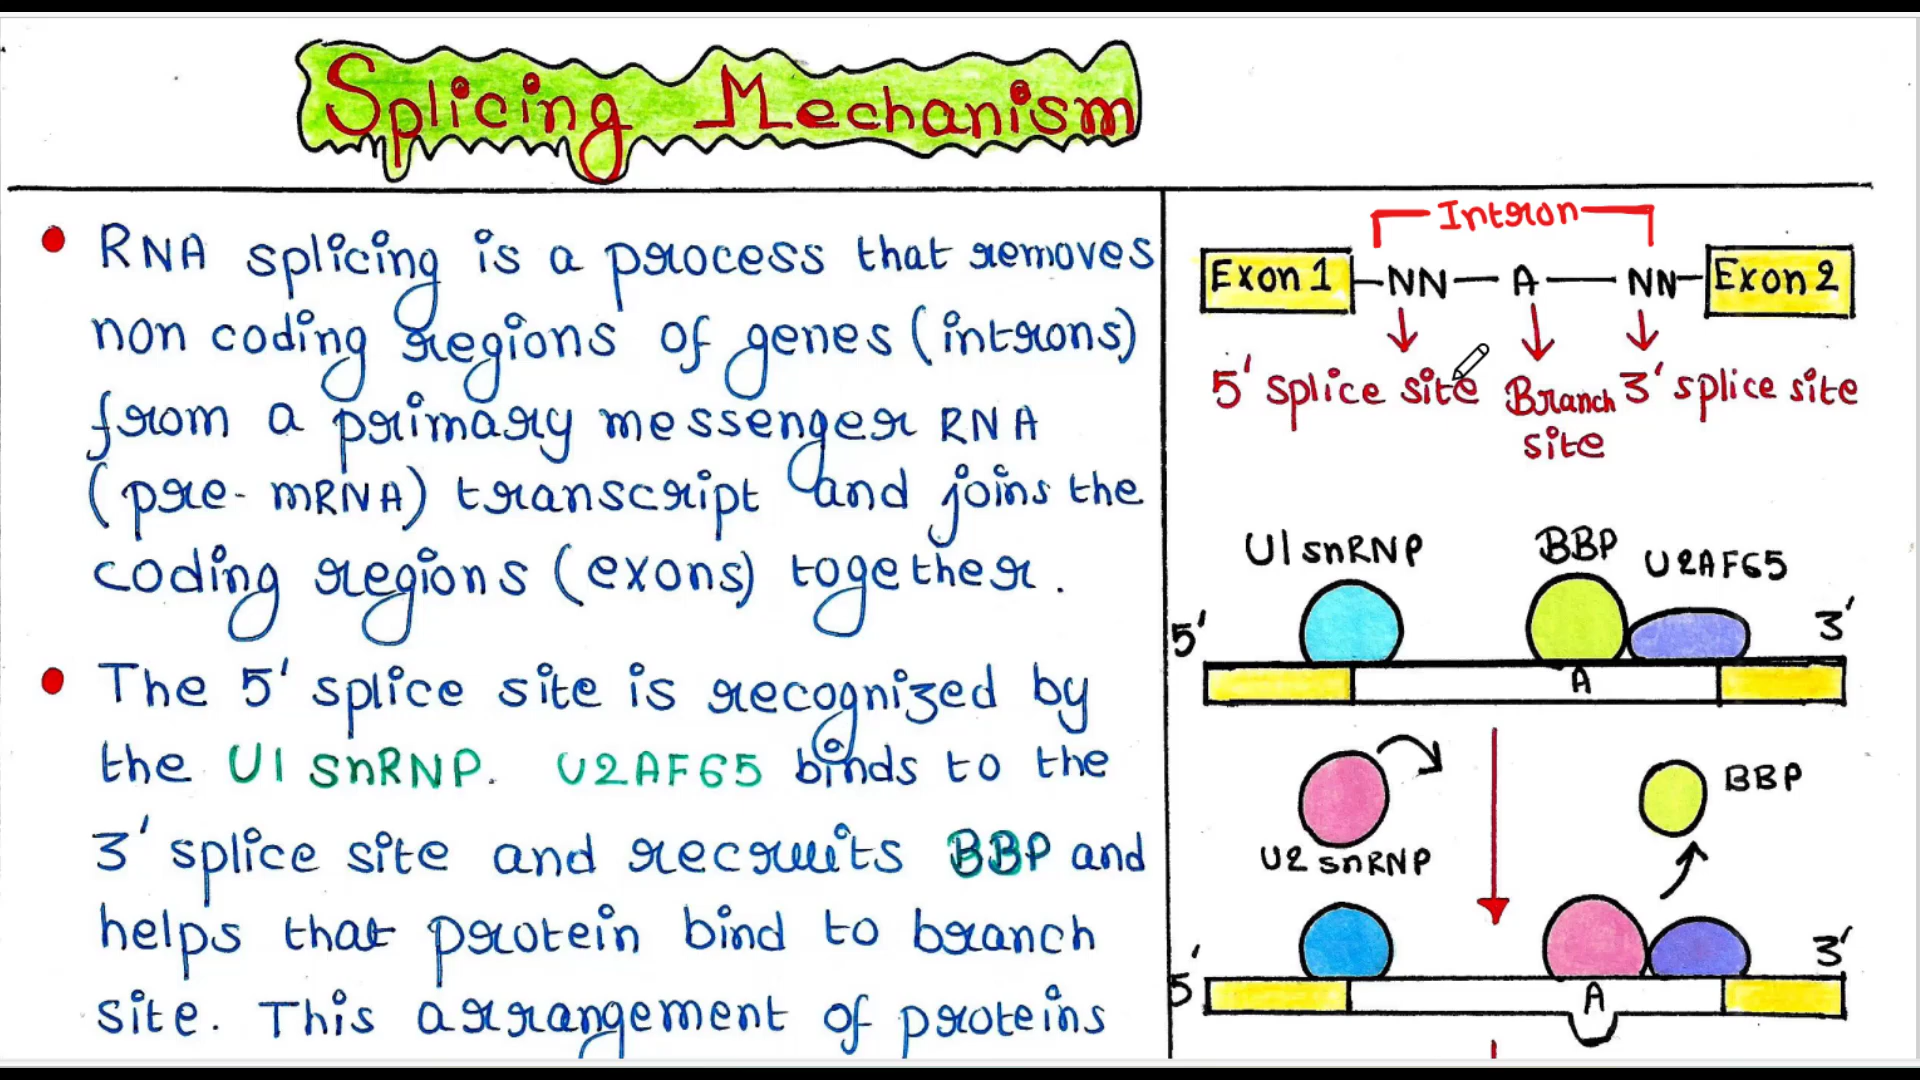 Splicing Mechanism
• RNA splicing is a process that removes
non coding regions of genes (introns)
from a primary messenger RNA
(pre-mRNA) transcript and joins the
coding regions (exons) together.
• The 5' splice site is recognized by
the U1 snRNP. U2AF65 binds to the
3' splice site and recruits BBP and
helps that protein bind to branch
site. This arrangement of proteins
Intron
Exon 1 NN A NN Exon 2
5' splice site Branch site 3' splice site
U1 snRNP BBP U2AF65
5' 3'
A
U2 snRNP BBP
5' 3'
A